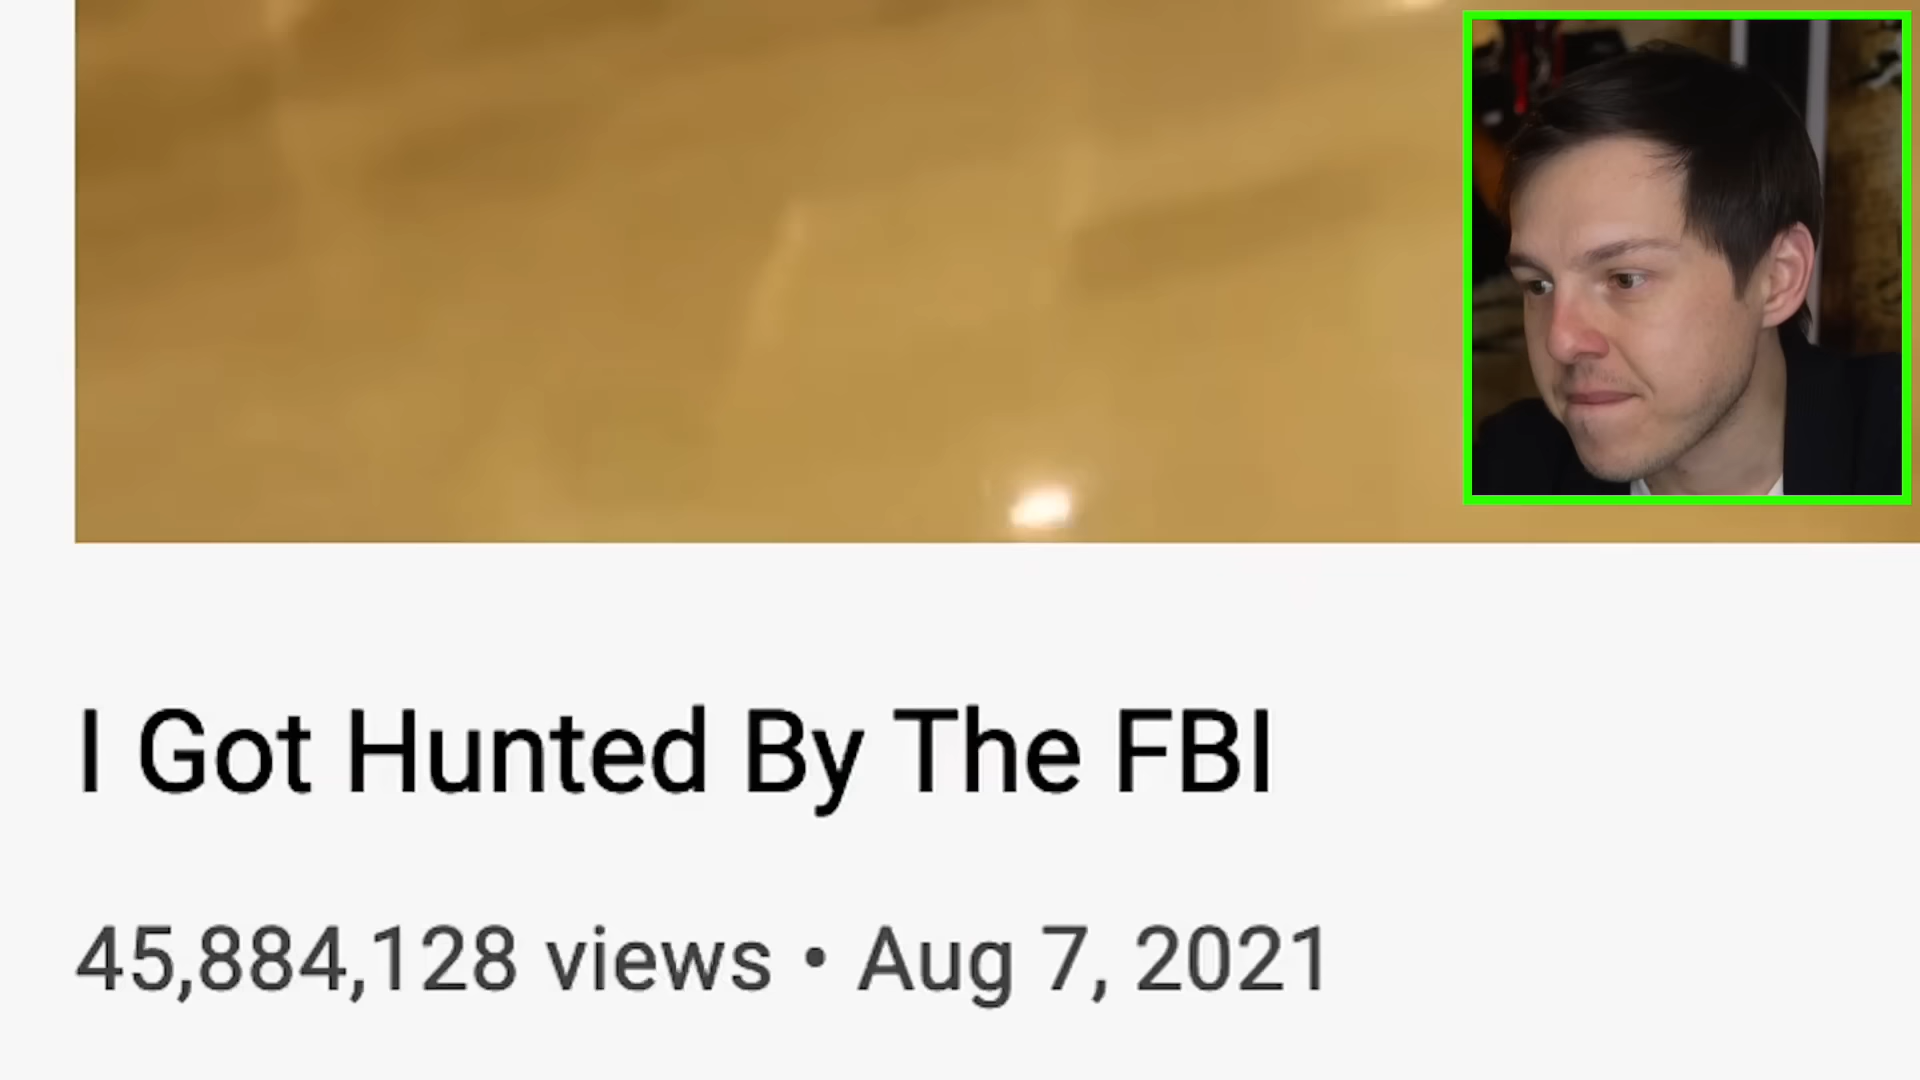 I Got Hunted By The FBI
45,884,128 views • Aug 7, 2021